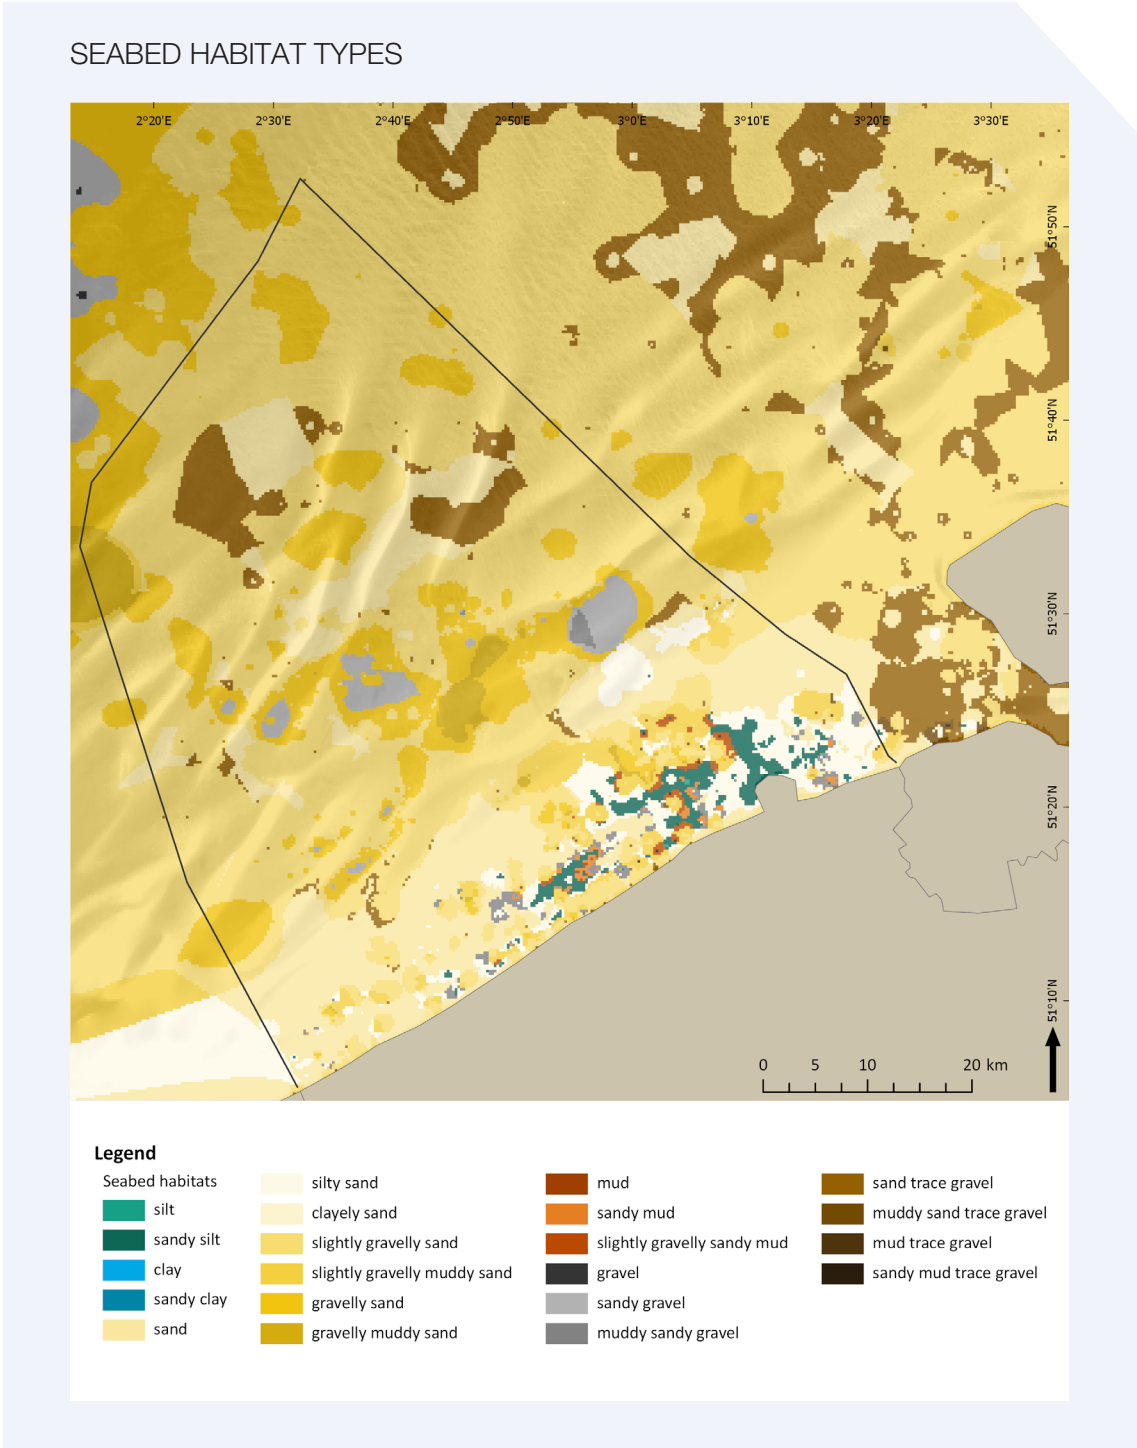 SEABED HABITAT TYPES
2°20'E 2°30'E 2°40'E 2°50'E 3°0'E 3°10'E 3°20'E 3°30'E
51°50'N
51°40'N
51°30'N
51°20'N
51°10'N
0 5 10 20 km
Legend
Seabed habitats
silt
sandy silt
clay
sandy clay
sand
silty sand
clayely sand
slightly gravelly sand
slightly gravelly muddy sand
gravelly sand
gravelly muddy sand
mud
sandy mud
slightly gravelly sandy mud
gravel
sandy gravel
muddy sandy gravel
sand trace gravel
muddy sand trace gravel
mud trace gravel
sandy mud trace gravel